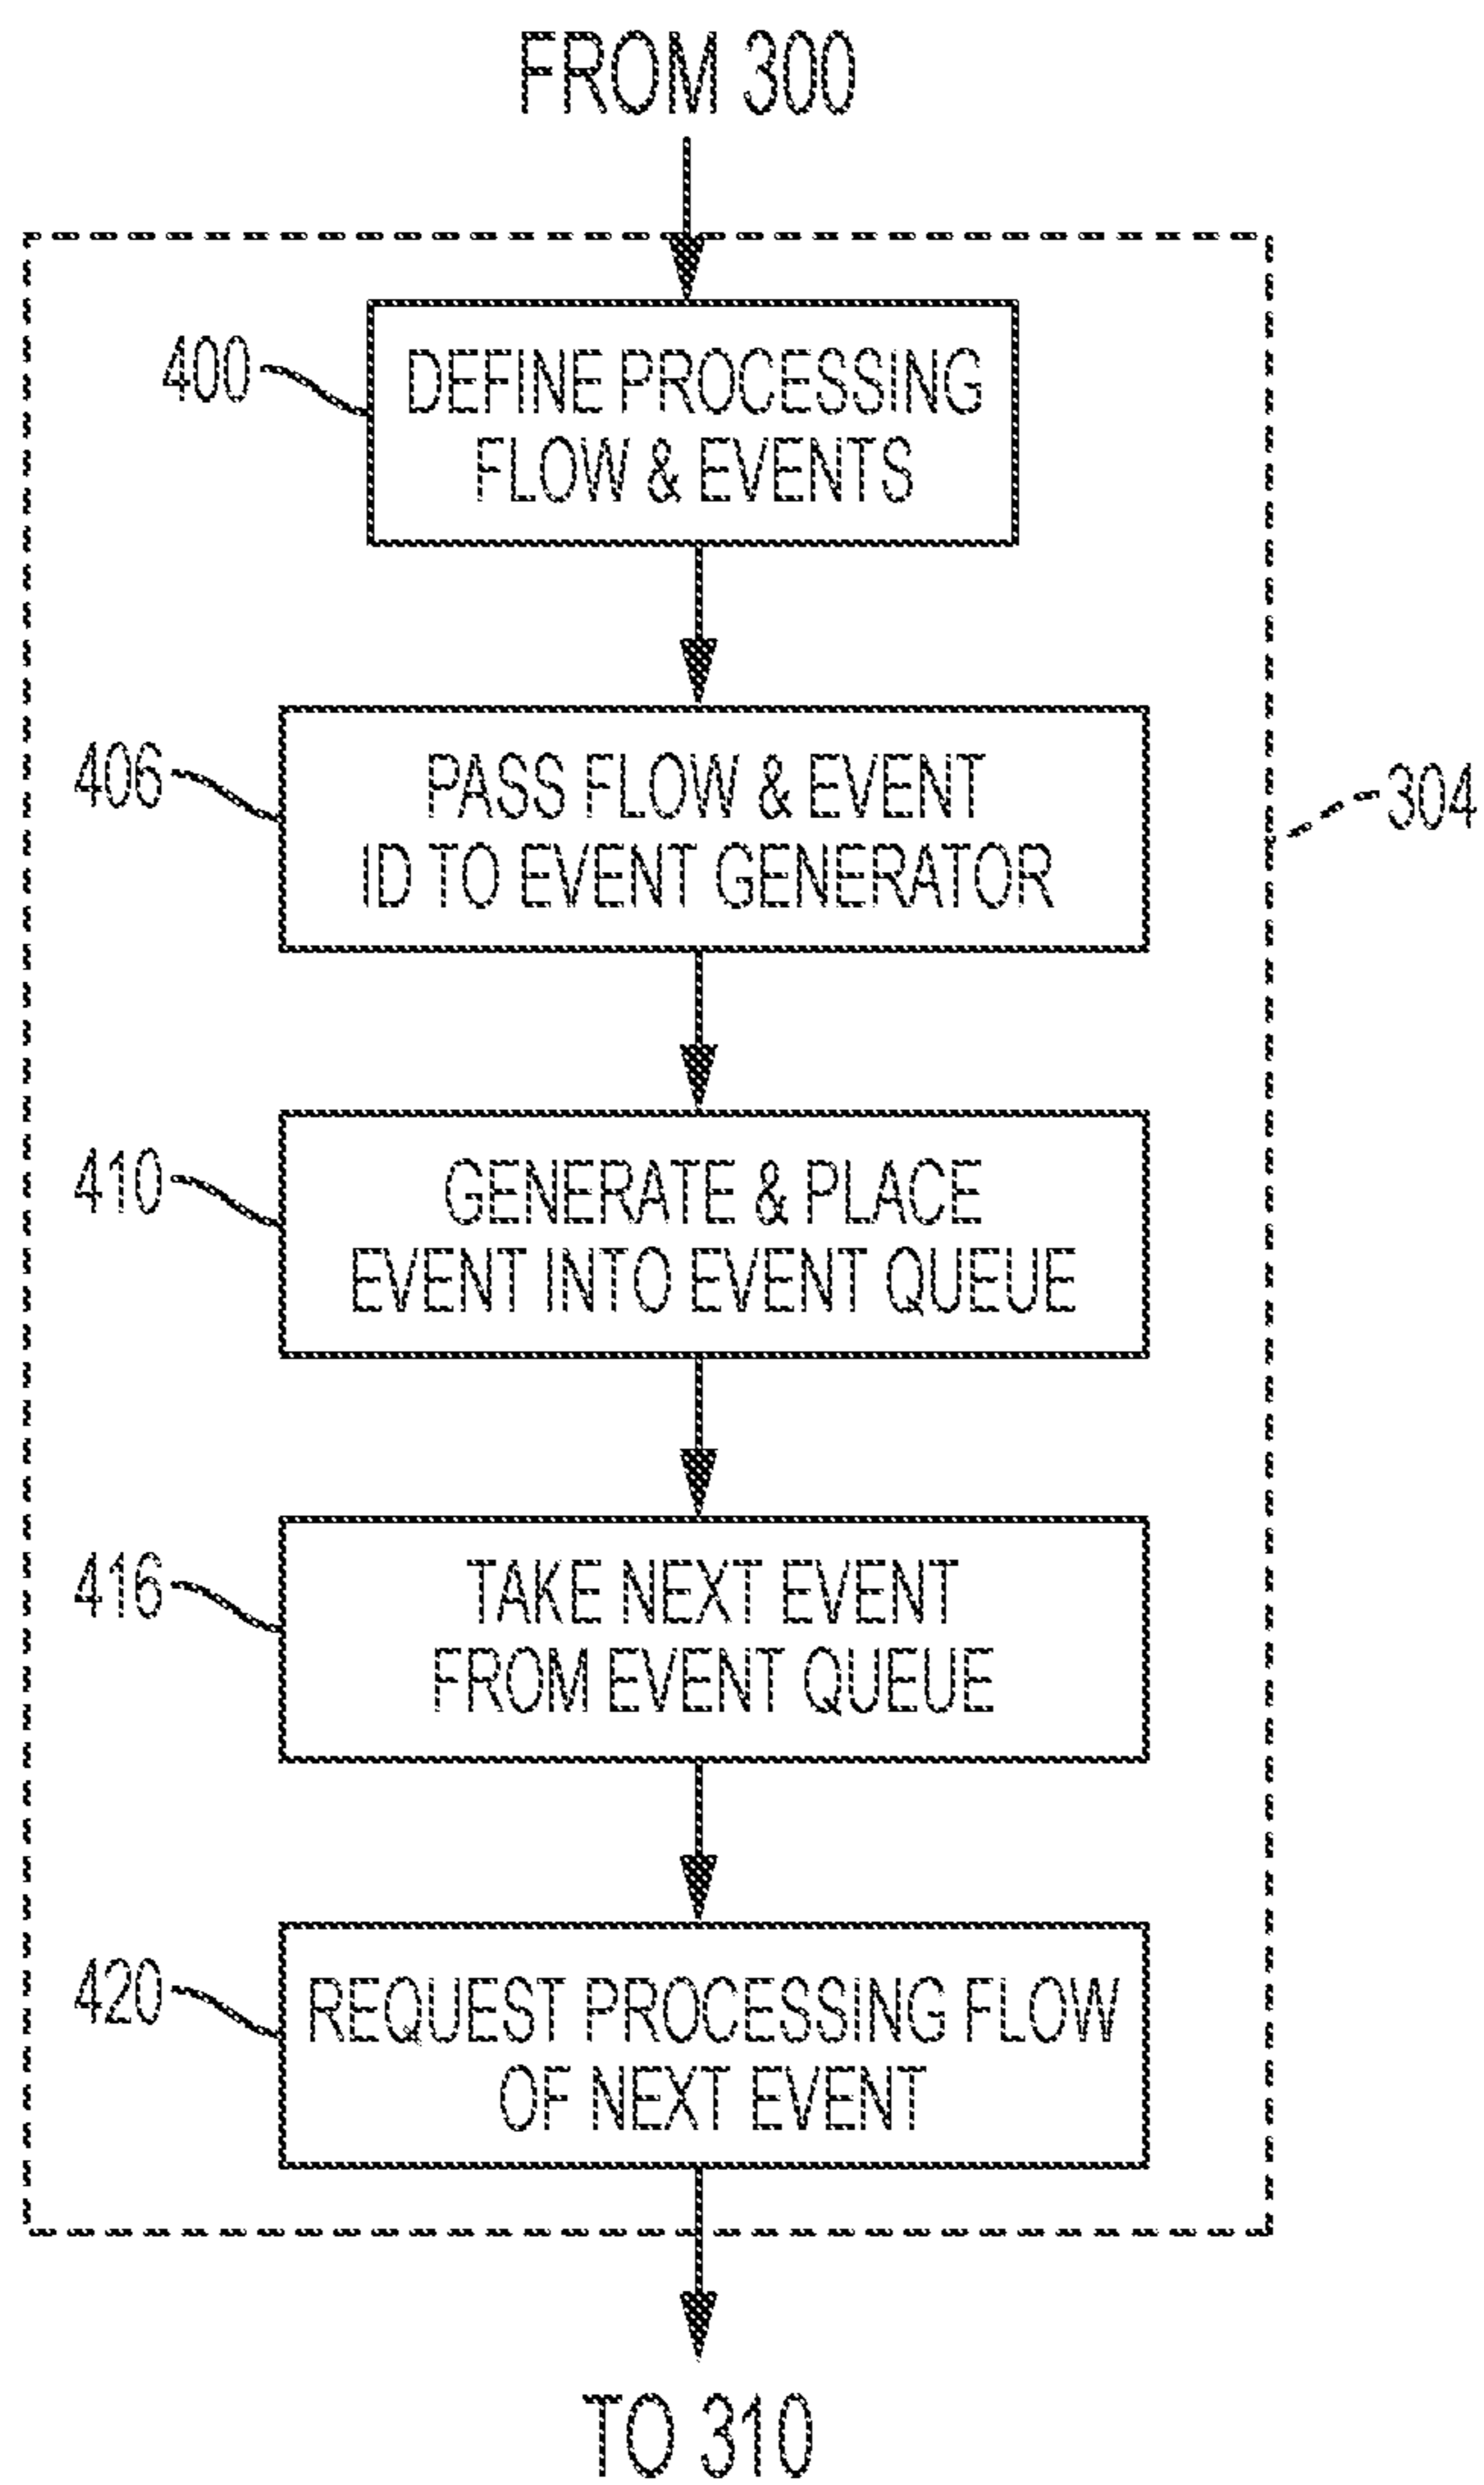 FROM 300
400
DEFINE PROCESSING
FLOW & EVENTS
406
PASS FLOW & EVENT
ID TO EVENT GENERATOR
304
410
GENERATE & PLACE
EVENT INTO EVENT QUEUE
416
TAKE NEXT EVENT
FROM EVENT QUEUE
420
REQUEST PROCESSING FLOW
OF NEXT EVENT
TO 310